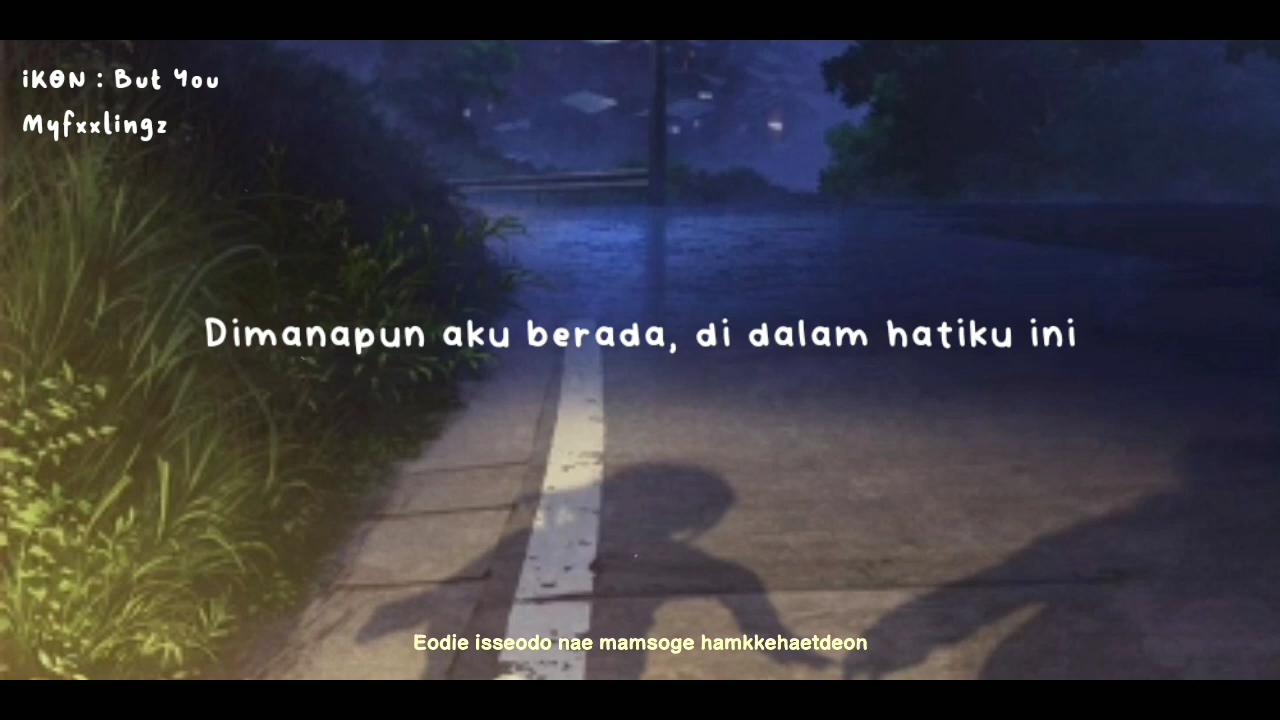 iKON : But You
Myfxxlingz
Dimanapun aku berada, di dalam hatiku ini
Eodie isseodo nae mamsoge hamkkehaetdeon